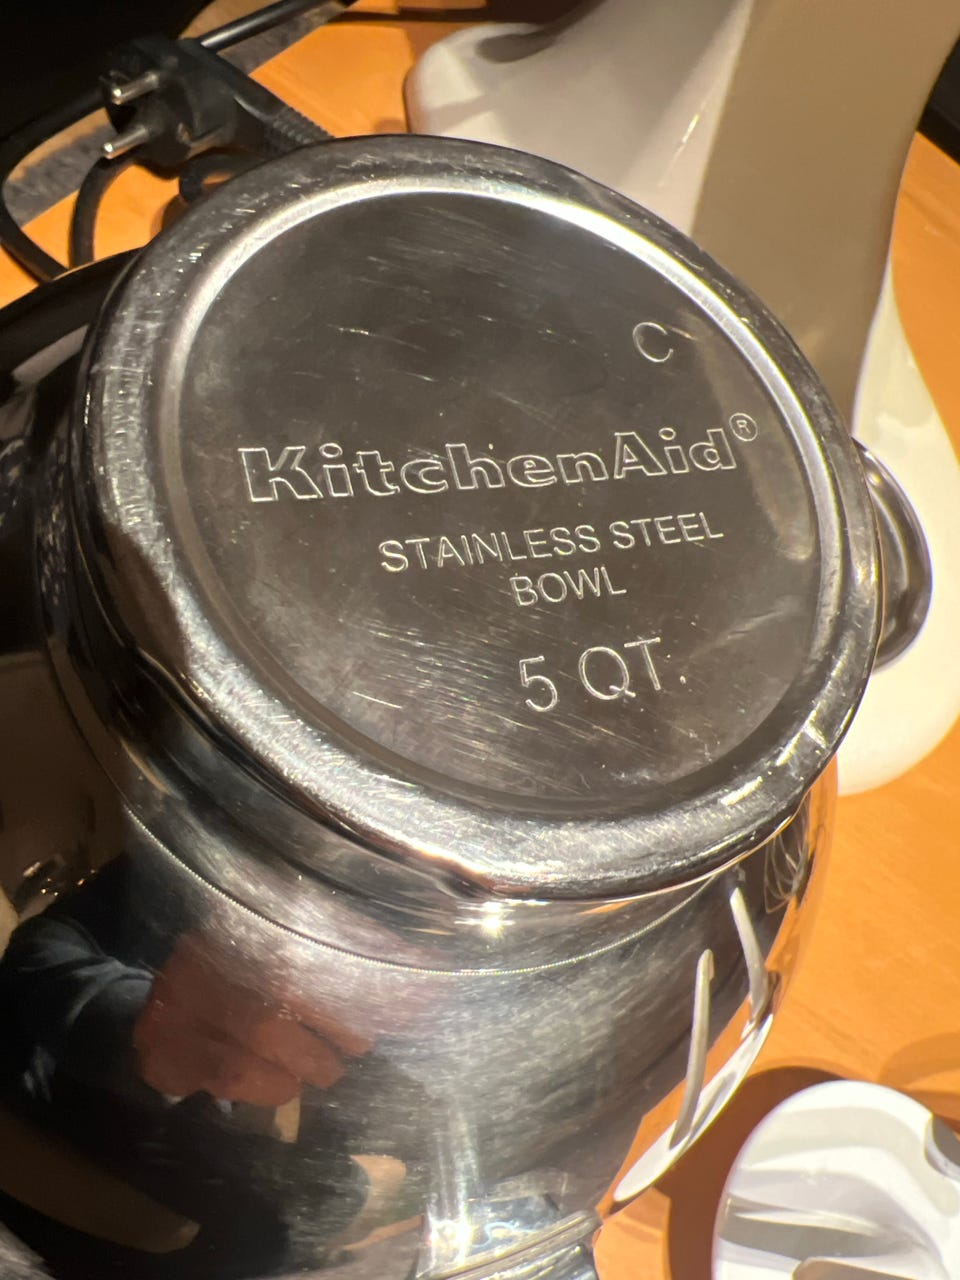 C
KitchenAid®
STAINLESS STEEL
BOWL
5 QT.